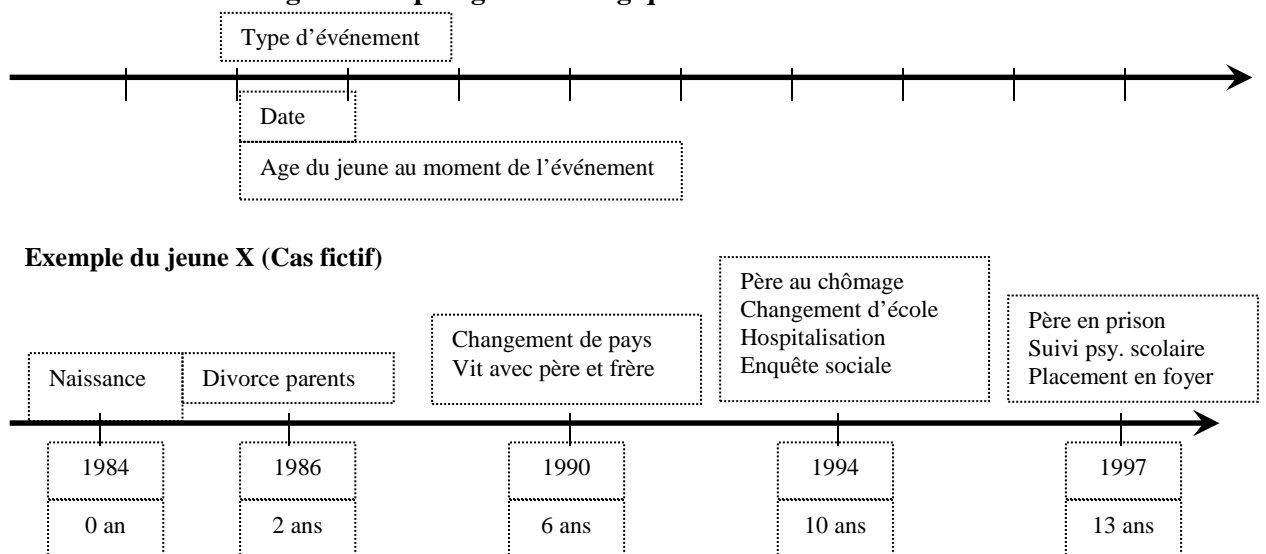 Type d'événement
Date
Age du jeune au moment de l'événement
Exemple du jeune X (Cas fictif)
Naissance
Divorce parents
Changement de pays
Vit avec père et frère
Père au chômage
Changement d'école
Hospitalisation
Enquête sociale
Père en prison
Suivi psy. scolaire
Placement en foyer
1984
1986
1990
1994
1997
0 an
2 ans
6 ans
10 ans
13 ans